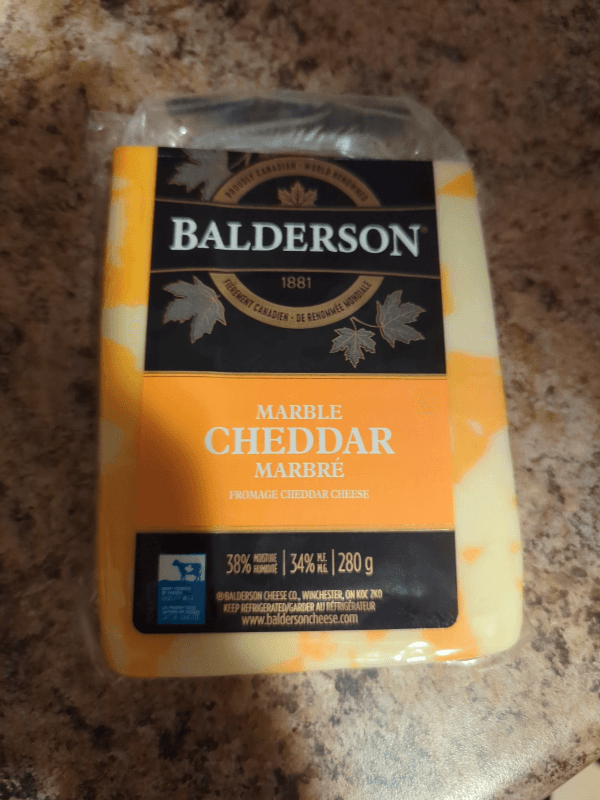 PROUDLY CANADIAN - WORLD RENOWNED
BALDERSON
1881
FIÈREMENT CANADIEN - DE RENOMMÉE MONDIALE
MARBLE
CHEDDAR
MARBRÉ
FROMAGE CHEDDAR CHEESE
38% MOISTURE HUMIDITÉ 34% M.F. M.G. 280 g
® BALDERSON CHEESE CO., WINCHESTER, ON K0C 2K0
KEEP REFRIGERATED/GARDER AU RÉFRIGÉRATEUR
www.baldersoncheese.com